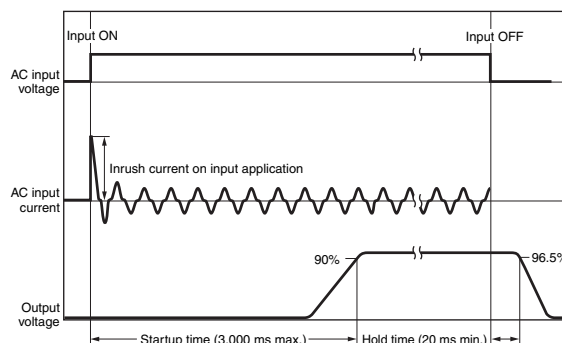 Input ON
Input OFF
AC input
voltage
Inrush current on input application
AC input
current
90%
96.5%
Output
voltage
Startup time (3,000 ms max.)
Hold time (20 ms min.)